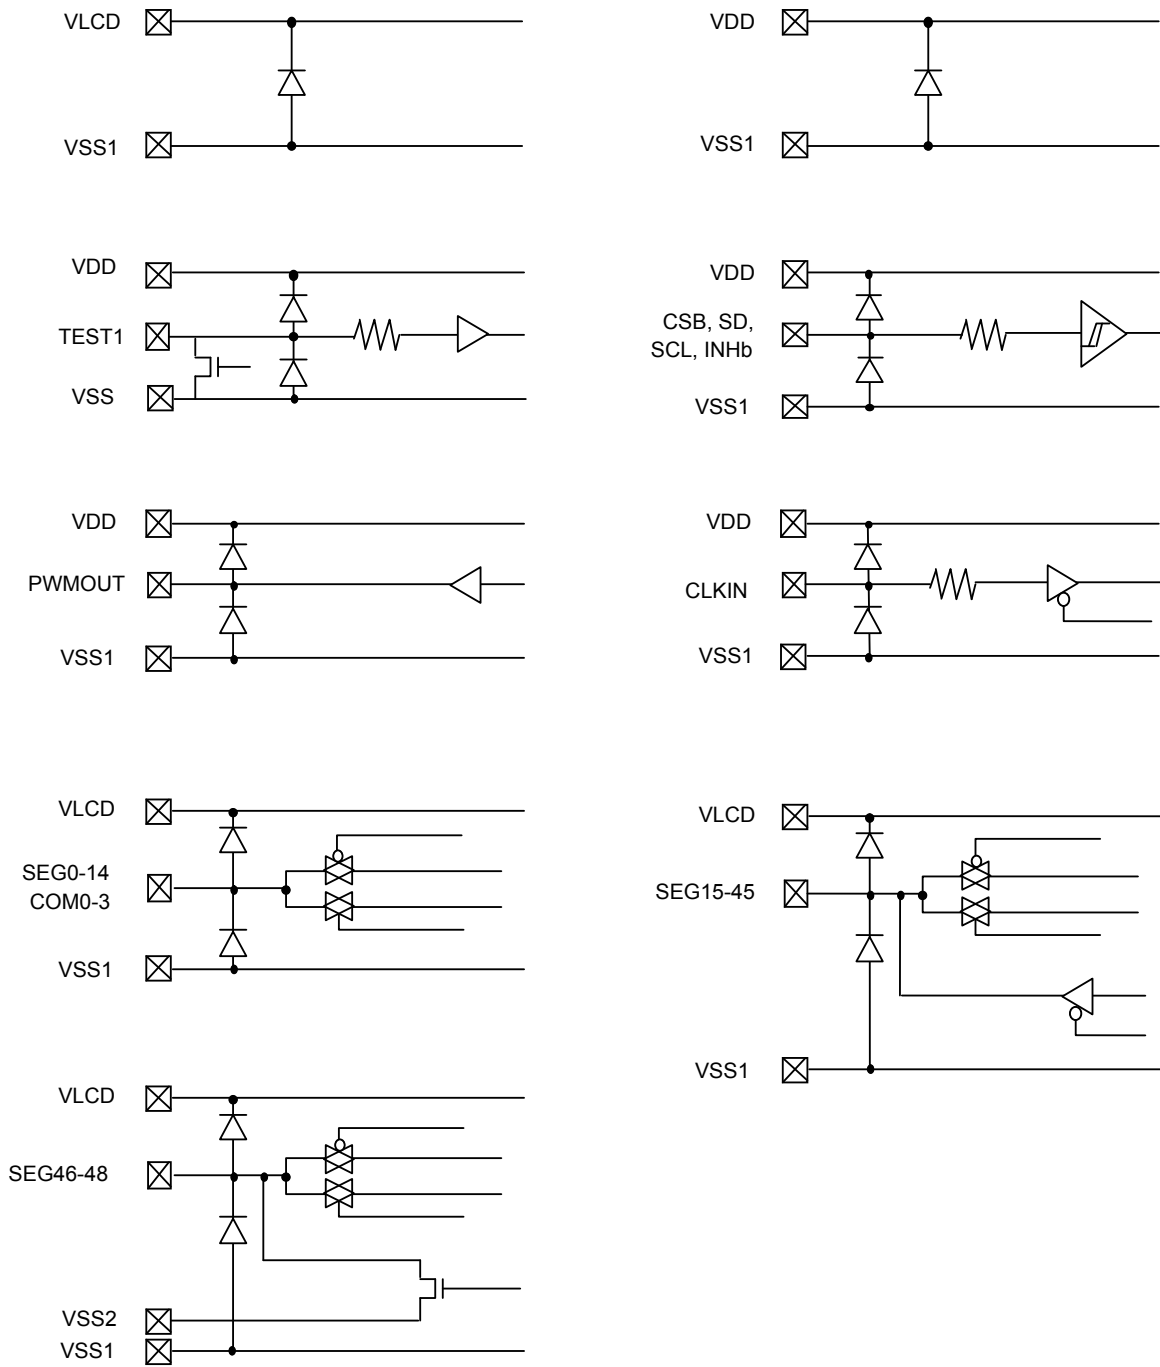 VLCD
VSS1
VDD
VSS1
VDD
TEST1
VSS
VDD
CSB, SD,
SCL, INHb
VSS1
VDD
PWMOUT
VSS1
VDD
CLKIN
VSS1
VLCD
SEG0-14
COM0-3
VSS1
VLCD
SEG15-45
VSS1
VLCD
SEG46-48
VSS2
VSS1